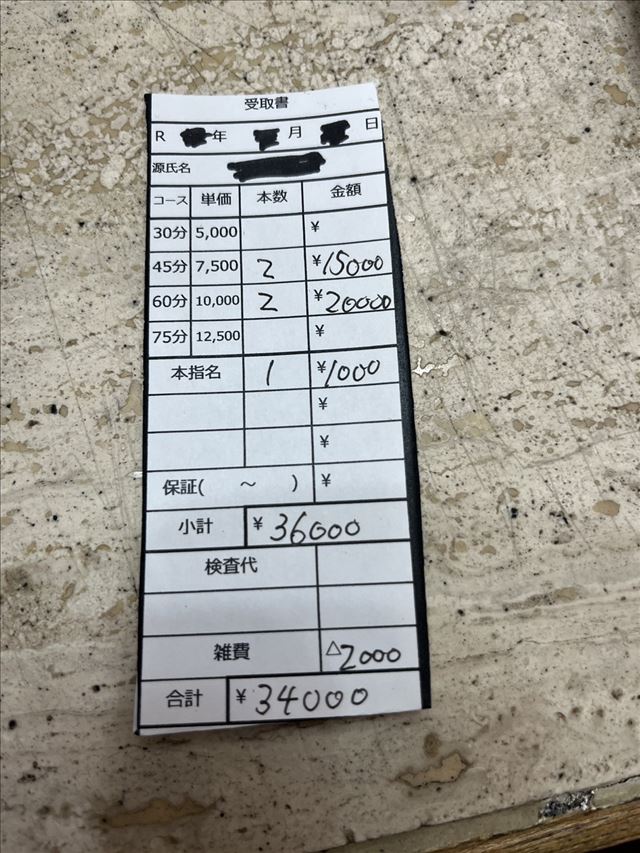 受取書
R 年 月 日
源氏名
コース 単価 本数 金額
30分 5,000 ¥
45分 7,500 2 ¥15000
60分 10,000 2 ¥20000
75分 12,500 ¥
本指名 1 ¥1000
¥
¥
保証( ～ ) ¥
小計 ¥36000
検査代
雑費 △2000
合計 ¥34000